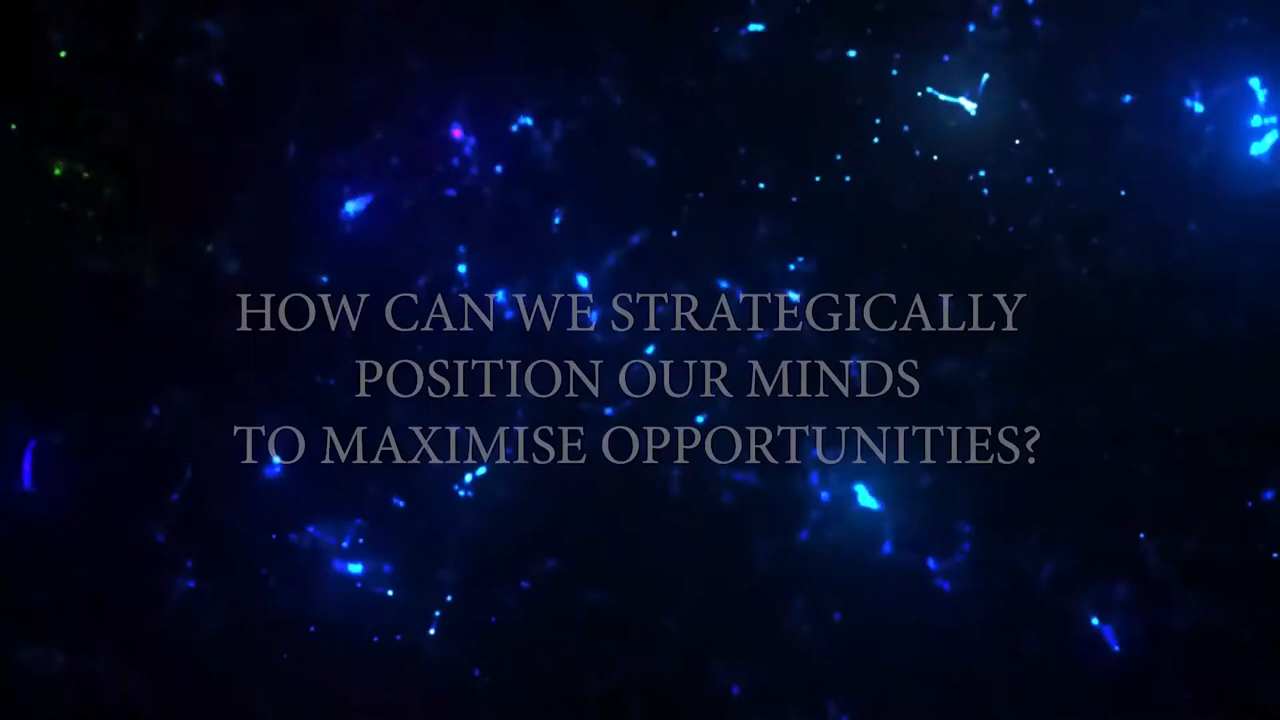 HOW CAN WE STRATEGICALLY
POSITION OUR MINDS
TO MAXIMISE OPPORTUNITIES?